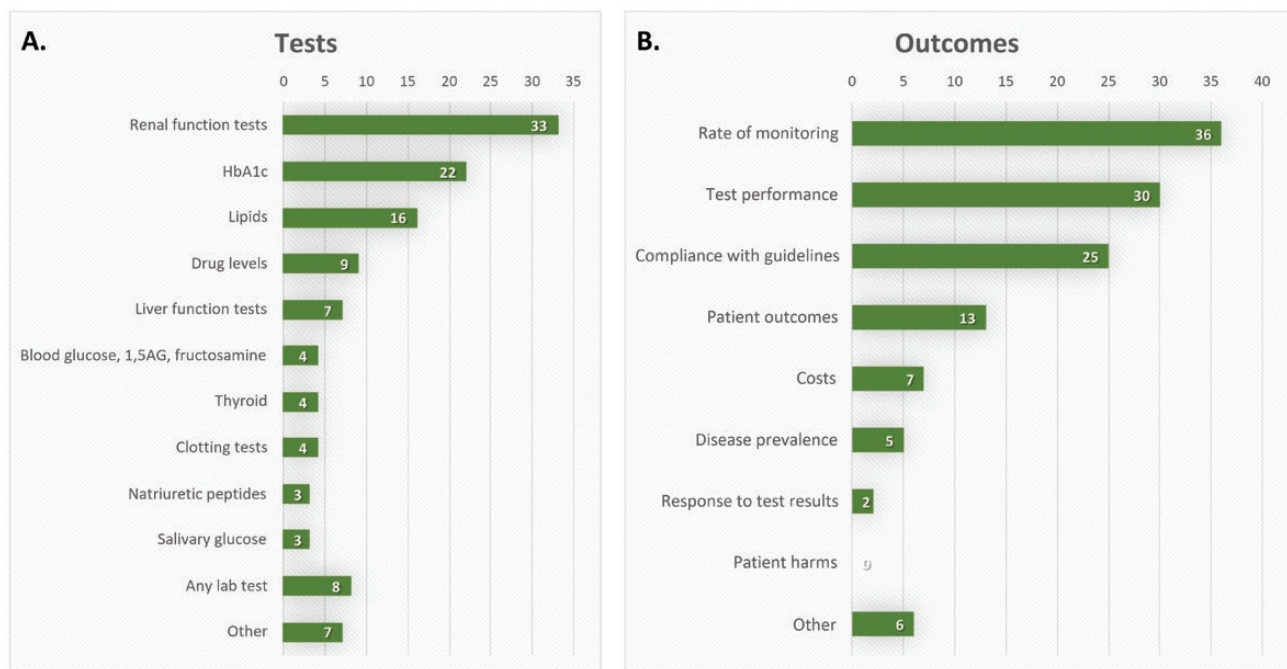 A.
Tests
0 5 10 15 20 25 30 35
Renal function tests 33
HbA1c 22
Lipids 16
Drug levels 9
Liver function tests 7
Blood glucose, 1,5AG, fructosamine 4
Thyroid 4
Clotting tests 4
Natriuretic peptides 3
Salivary glucose 3
Any lab test 8
Other 7
B.
Outcomes
0 5 10 15 20 25 30 35 40
Rate of monitoring 36
Test performance 30
Compliance with guidelines 25
Patient outcomes 13
Costs 7
Disease prevalence 5
Response to test results 2
Patient harms 0
Other 6